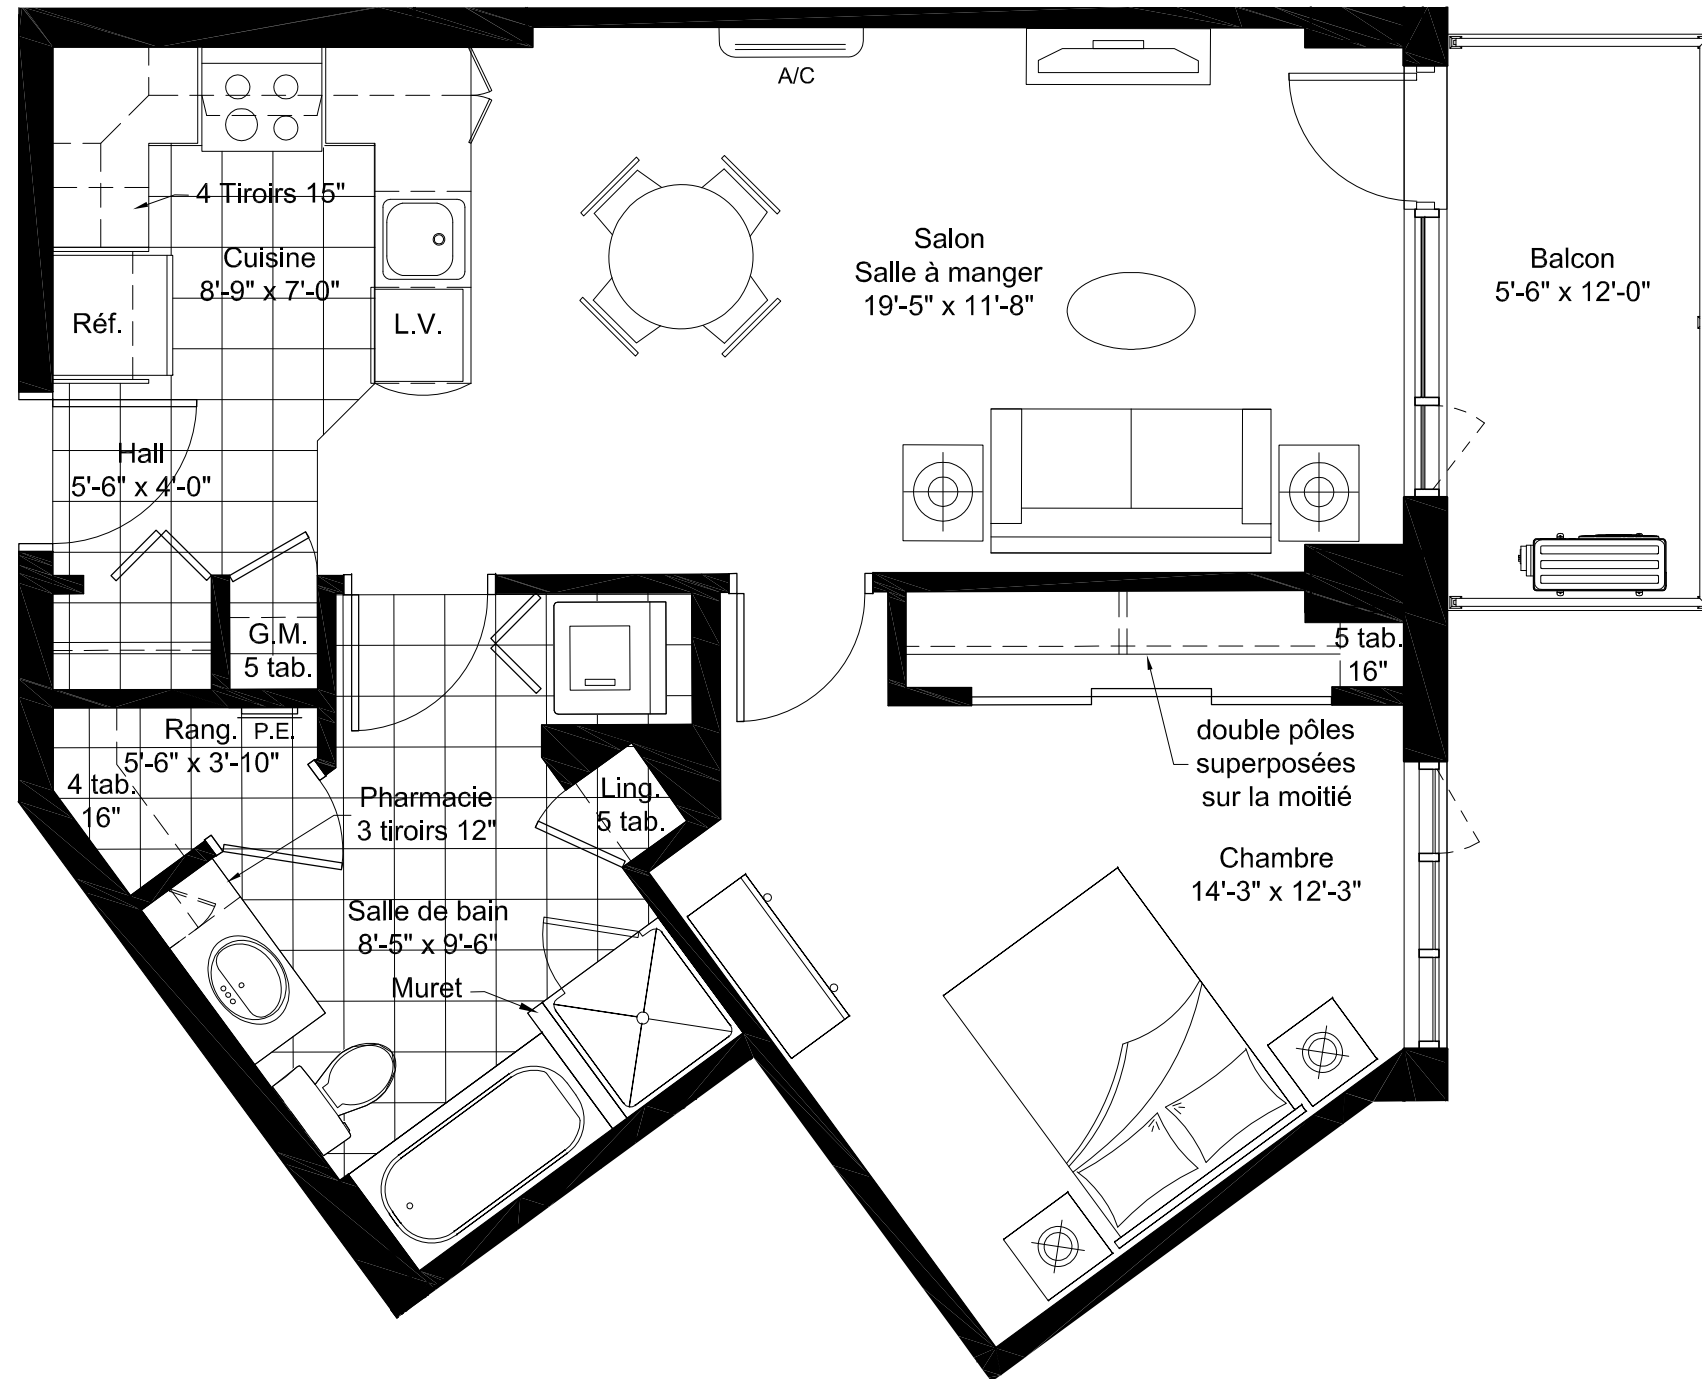 A/C
4 Tiroirs 15"
Cuisine
8'-9" x 7'-0"
Réf.
L.V.
Salon
Salle à manger
19'-5" x 11'-8"
Balcon
5'-6" x 12'-0"
Hall
5'-6" x 4'-0"
G.M.
5 tab.
5 tab.
16"
Rang.
P.E.
5'-6" x 3'-10"
4 tab.
16"
Pharmacie
3 tiroirs 12"
Ling.
5 tab.
double pôles
superposées
sur la moitié
Chambre
14'-3" x 12'-3"
Salle de bain
8'-5" x 9'-6"
Muret